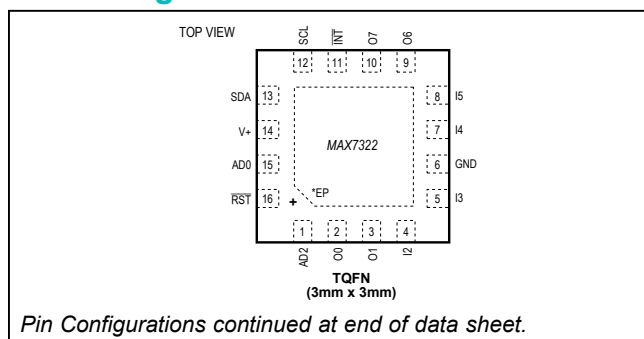 TOP VIEW
SCL
INT
O7
O6
12
11
10
9
SDA
13
8
I5
V+
14
7
I4
MAX7322
AD0
15
6
GND
RST
16
*EP
+
5
I3
1
2
3
4
AD2
O0
O1
I2
TQFN
(3mm x 3mm)
Pin Configurations continued at end of data sheet.